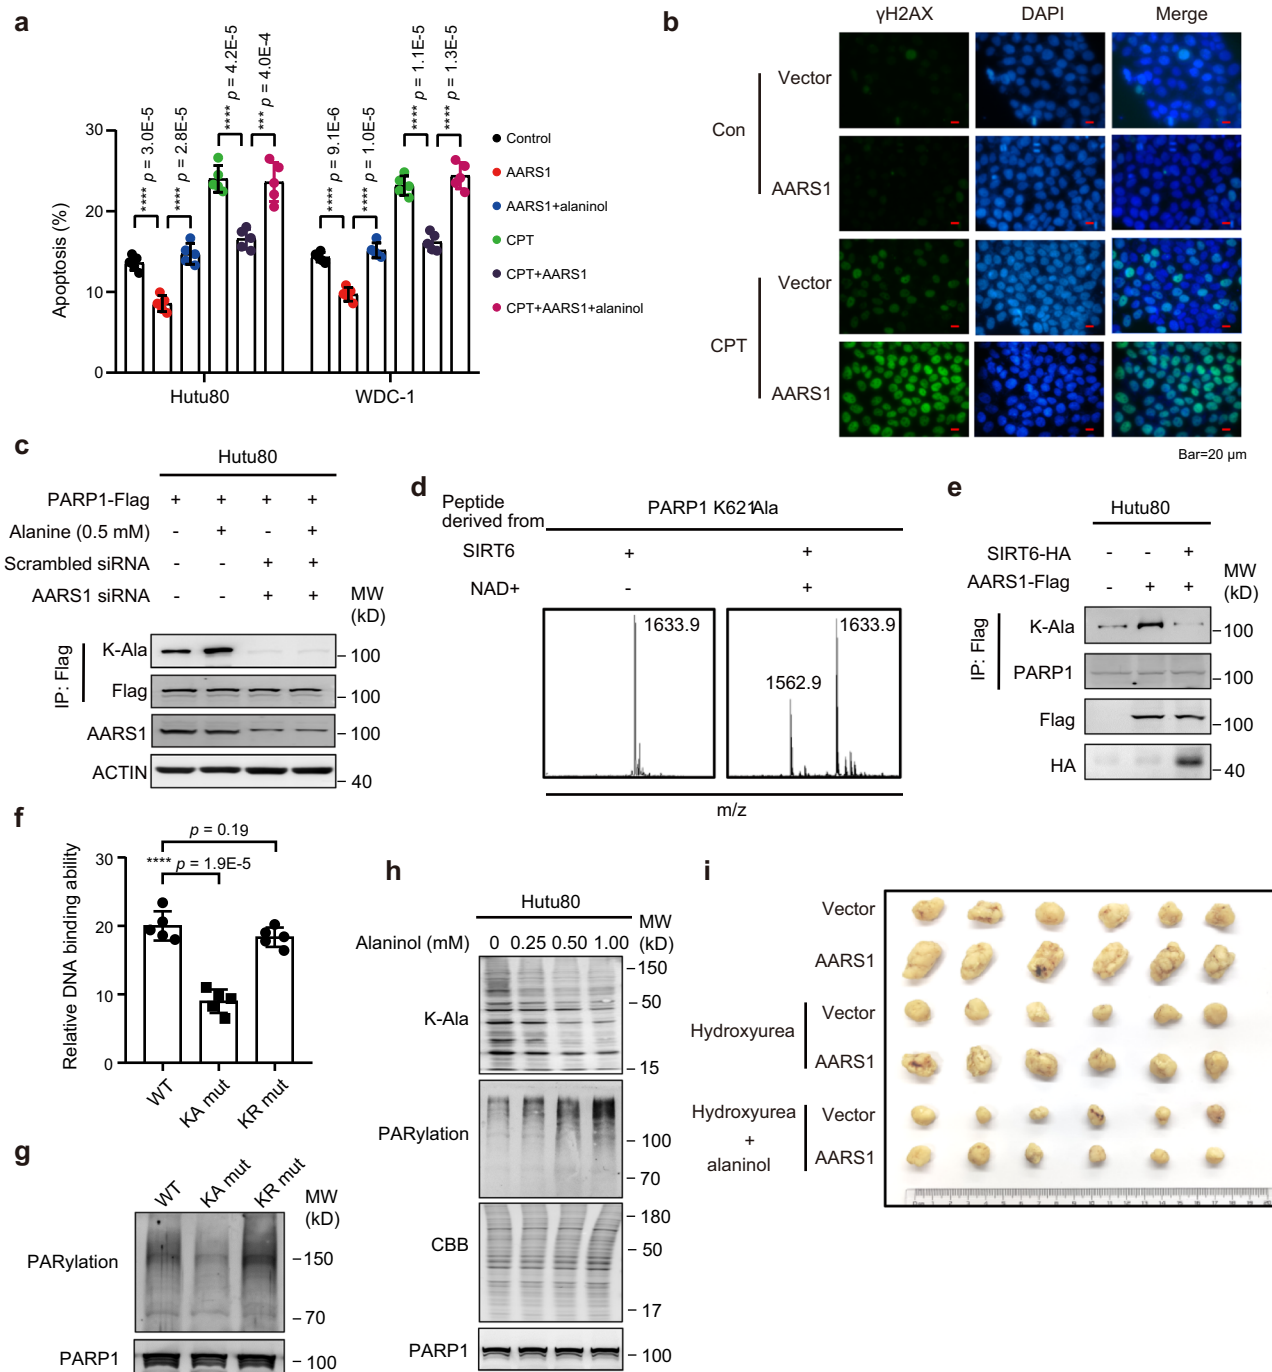 a
**** p = 3.0E-5
**** p = 2.8E-5
**** p = 4.2E-5
*** p = 4.0E-4
**** p = 9.1E-6
**** p = 1.0E-5
**** p = 1.1E-5
**** p = 1.3E-5
30
20
10
0
Apoptosis (%)
Hutu80
WDC-1
Control
AARS1
AARS1+alaninol
CPT
CPT+AARS1
CPT+AARS1+alaninol
b
γH2AX DAPI Merge
Con
Vector
AARS1
CPT
Vector
AARS1
Bar=20 μm
c
Hutu80
PARP1-Flag + + + +
Alanine (0.5 mM) - + - +
Scrambled siRNA - - + +
AARS1 siRNA - - + +
MW
(kD)
IP: Flag
K-Ala 100
Flag 100
AARS1 100
ACTIN 40
d
Peptide
derived from
PARP1 K621Ala
SIRT6 + +
NAD+ - +
1633.9
1633.9
1562.9
m/z
e
Hutu80
SIRT6-HA - - +
AARS1-Flag - + +
MW
(kD)
IP: Flag
K-Ala 100
PARP1 100
Flag 100
HA 40
f
p = 0.19
**** p = 1.9E-5
30
20
10
0
Relative DNA binding ability
WT
KA mut
KR mut
g
WT KA mut KR mut
MW
(kD)
PARylation
150
70
PARP1 100
h
Hutu80
Alaninol (mM) 0 0.25 0.50 1.00
MW
(kD)
K-Ala
150
50
15
PARylation
100
70
CBB
180
50
17
PARP1 100
i
Vector
AARS1
Hydroxyurea
Vector
AARS1
Hydroxyurea
+
alaninol
Vector
AARS1